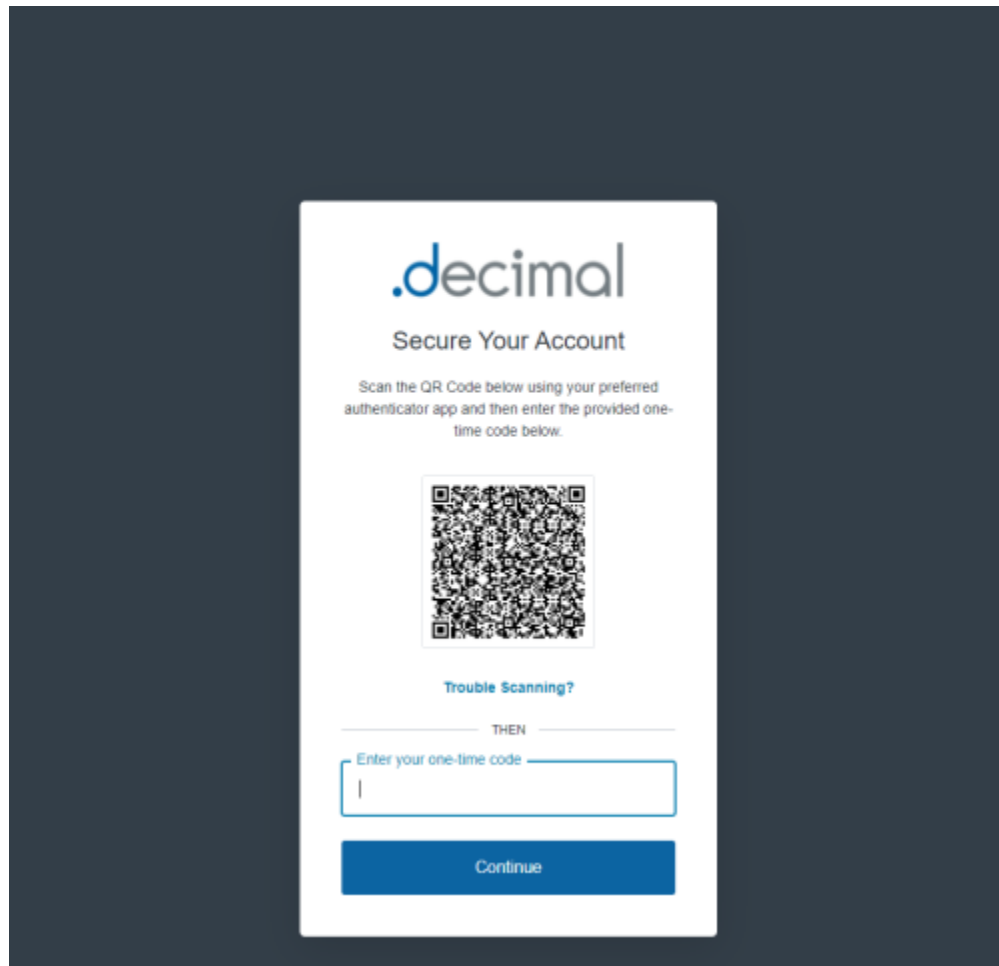 .decimal
Secure Your Account
Scan the QR Code below using your preferred
authenticator app and then enter the provided one-
time code below.
Trouble Scanning?
THEN
Enter your one-time code
Continue